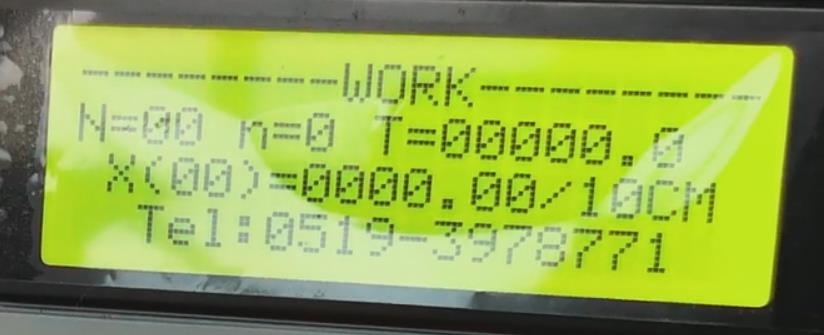 --------WORK---------
N=00 n=0 T=00000.0
X(00)=0000.00/10CM
Tel:0519-3978771